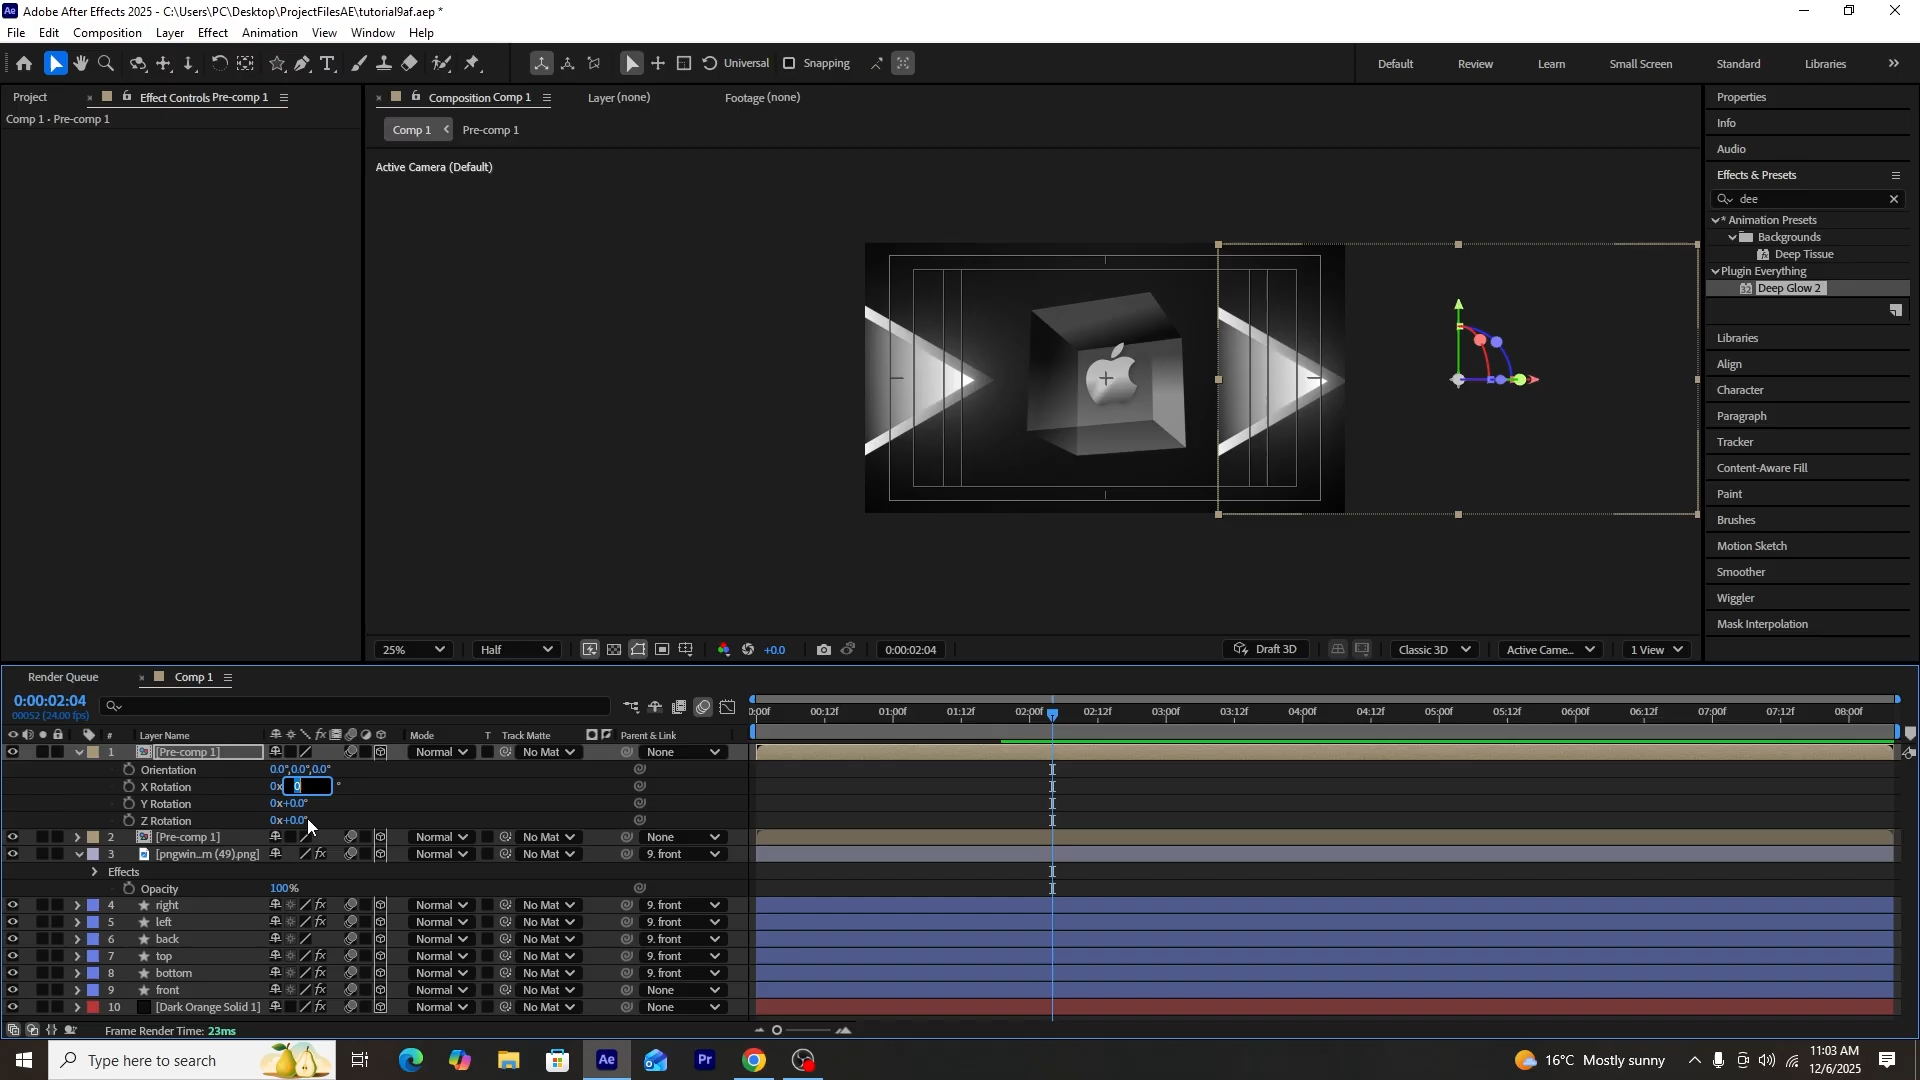 Adobe After Effects 2025 - C:\Users\PC\Desktop\ProjectFilesAE\tutorial9af.aep *
File Edit Composition Layer Effect Animation View Window Help
Universal Snapping Default Review Learn Small Screen Standard Libraries
Project Effect Controls Pre-comp 1 Composition Comp 1 Layer (none) Footage (none) Properties
Comp 1 • Pre-comp 1
Comp 1 Pre-comp 1
Active Camera (Default)
Info
Audio
Effects & Presets
dee
* Animation Presets
Backgrounds
Deep Tissue
Plugin Everything
Deep Glow 2
Libraries
Align
Character
Paragraph
Tracker
Content-Aware Fill
Paint
Brushes
Motion Sketch
Smoother
Wiggler
Mask Interpolation
25% Half +0.0 0:00:02:04 Draft 3D Classic 3D Active Came... 1 View
Render Queue Comp 1
0:00:02:04
00052 (24.00 fps)
0:00f 00:12f 01:00f 01:12f 02:00f 02:12f 03:00f 03:12f 04:00f 04:12f 05:00f 05:12f 06:00f 06:12f 07:00f 07:12f 08:00f
# Layer Name Mode T Track Matte Parent & Link
1 [Pre-comp 1] Normal No Mat None
Orientation 0.0°,0.0°,0.0°
X Rotation 0x 0 °
Y Rotation 0x+0.0°
Z Rotation 0x+0.0°
2 [Pre-comp 1] Normal No Mat None
3 [pngwin...m (49).png] Normal No Mat 9. front
Effects
Opacity 100%
4 right Normal No Mat 9. front
5 left Normal No Mat 9. front
6 back Normal No Mat 9. front
7 top Normal No Mat 9. front
8 bottom Normal No Mat 9. front
9 front Normal No Mat None
10 [Dark Orange Solid 1] Normal No Mat None
Frame Render Time: 23ms
Type here to search 16°C Mostly sunny 11:03 AM
12/6/2025